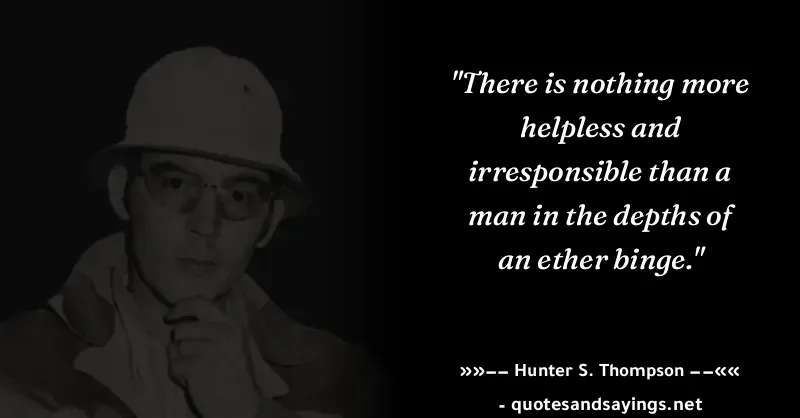 "There is nothing more
helpless and
irresponsible than a
man in the depths of
an ether binge."
»»−− Hunter S. Thompson −−««
- quotesandsayings.net